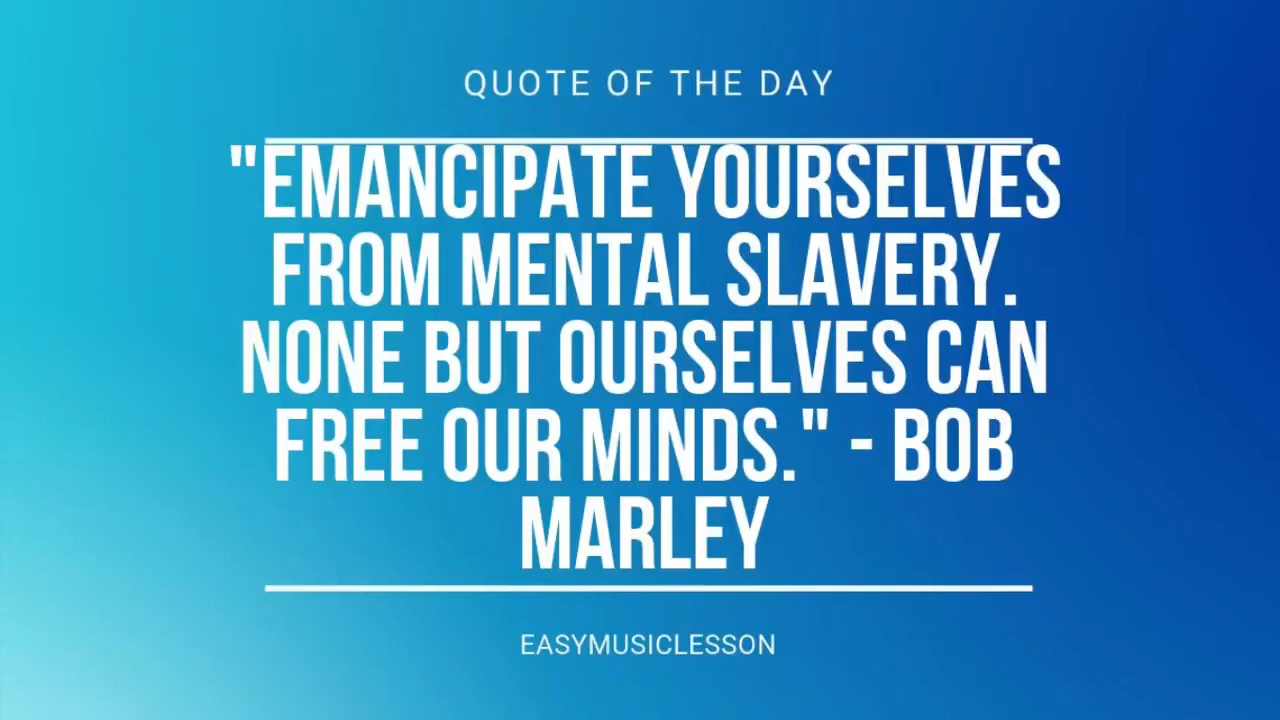 QUOTE OF THE DAY
"EMANCIPATE YOURSELVES
FROM MENTAL SLAVERY.
NONE BUT OURSELVES CAN
FREE OUR MINDS." - BOB
MARLEY
EASYMUSICLESSON